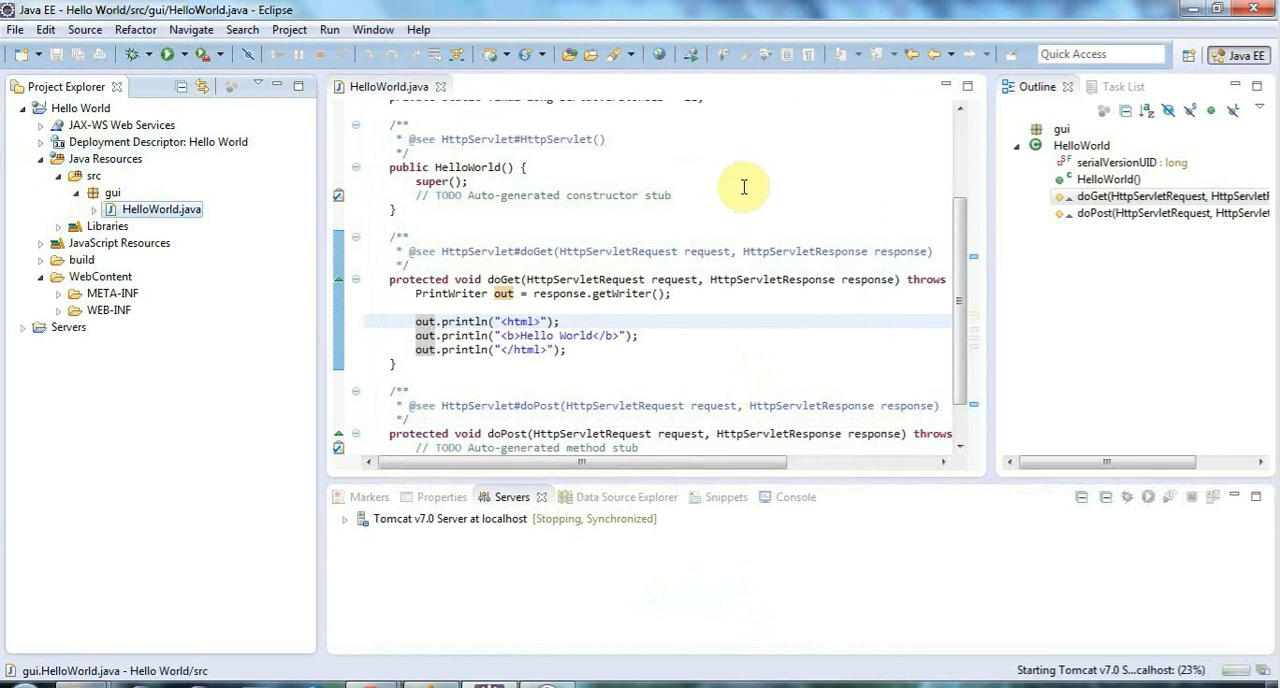 Java EE - Hello World/src/gui/HelloWorld.java - Eclipse
File Edit Source Refactor Navigate Search Project Run Window Help
Quick Access
Java EE
Project Explorer
Hello World
JAX-WS Web Services
Deployment Descriptor: Hello World
Java Resources
src
gui
HelloWorld.java
Libraries
JavaScript Resources
build
WebContent
META-INF
WEB-INF
Servers
HelloWorld.java
/**
* @see HttpServlet#HttpServlet()
*/
public HelloWorld() {
super();
// TODO Auto-generated constructor stub
}
/**
* @see HttpServlet#doGet(HttpServletRequest request, HttpServletResponse response)
*/
protected void doGet(HttpServletRequest request, HttpServletResponse response) throws
PrintWriter out = response.getWriter();
out.println("<html>");
out.println("<b>Hello World</b>");
out.println("</html>");
}
/**
* @see HttpServlet#doPost(HttpServletRequest request, HttpServletResponse response)
*/
protected void doPost(HttpServletRequest request, HttpServletResponse response) throws
// TODO Auto-generated method stub
Outline Task List
gui
HelloWorld
serialVersionUID : long
HelloWorld()
doGet(HttpServletRequest, HttpServletR
doPost(HttpServletRequest, HttpServlet
Markers Properties Servers Data Source Explorer Snippets Console
Tomcat v7.0 Server at localhost [Stopping, Synchronized]
gui.HelloWorld.java - Hello World/src
Starting Tomcat v7.0 S...calhost: (23%)